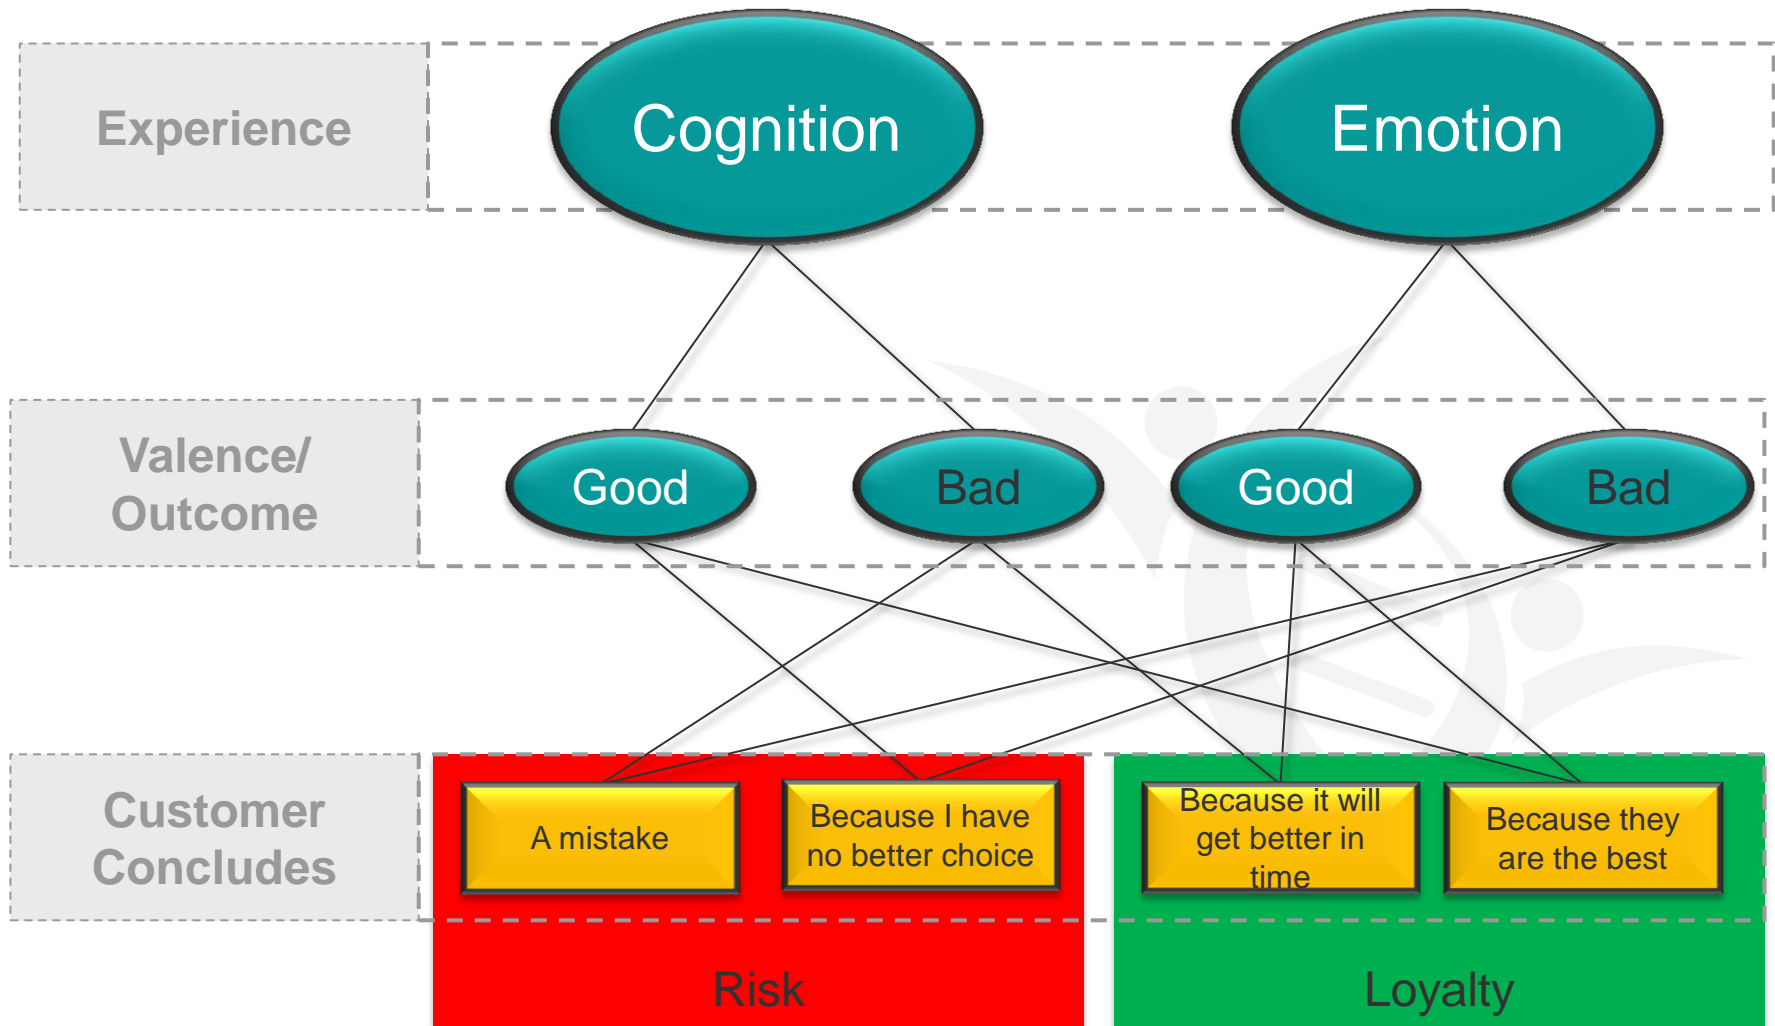 Experience
Cognition
Emotion
Valence/
Outcome
Good
Bad
Good
Bad
Customer
Concludes
A mistake
Because I have
no better choice
Because it will
get better in
time
Because they
are the best
Risk
Loyalty